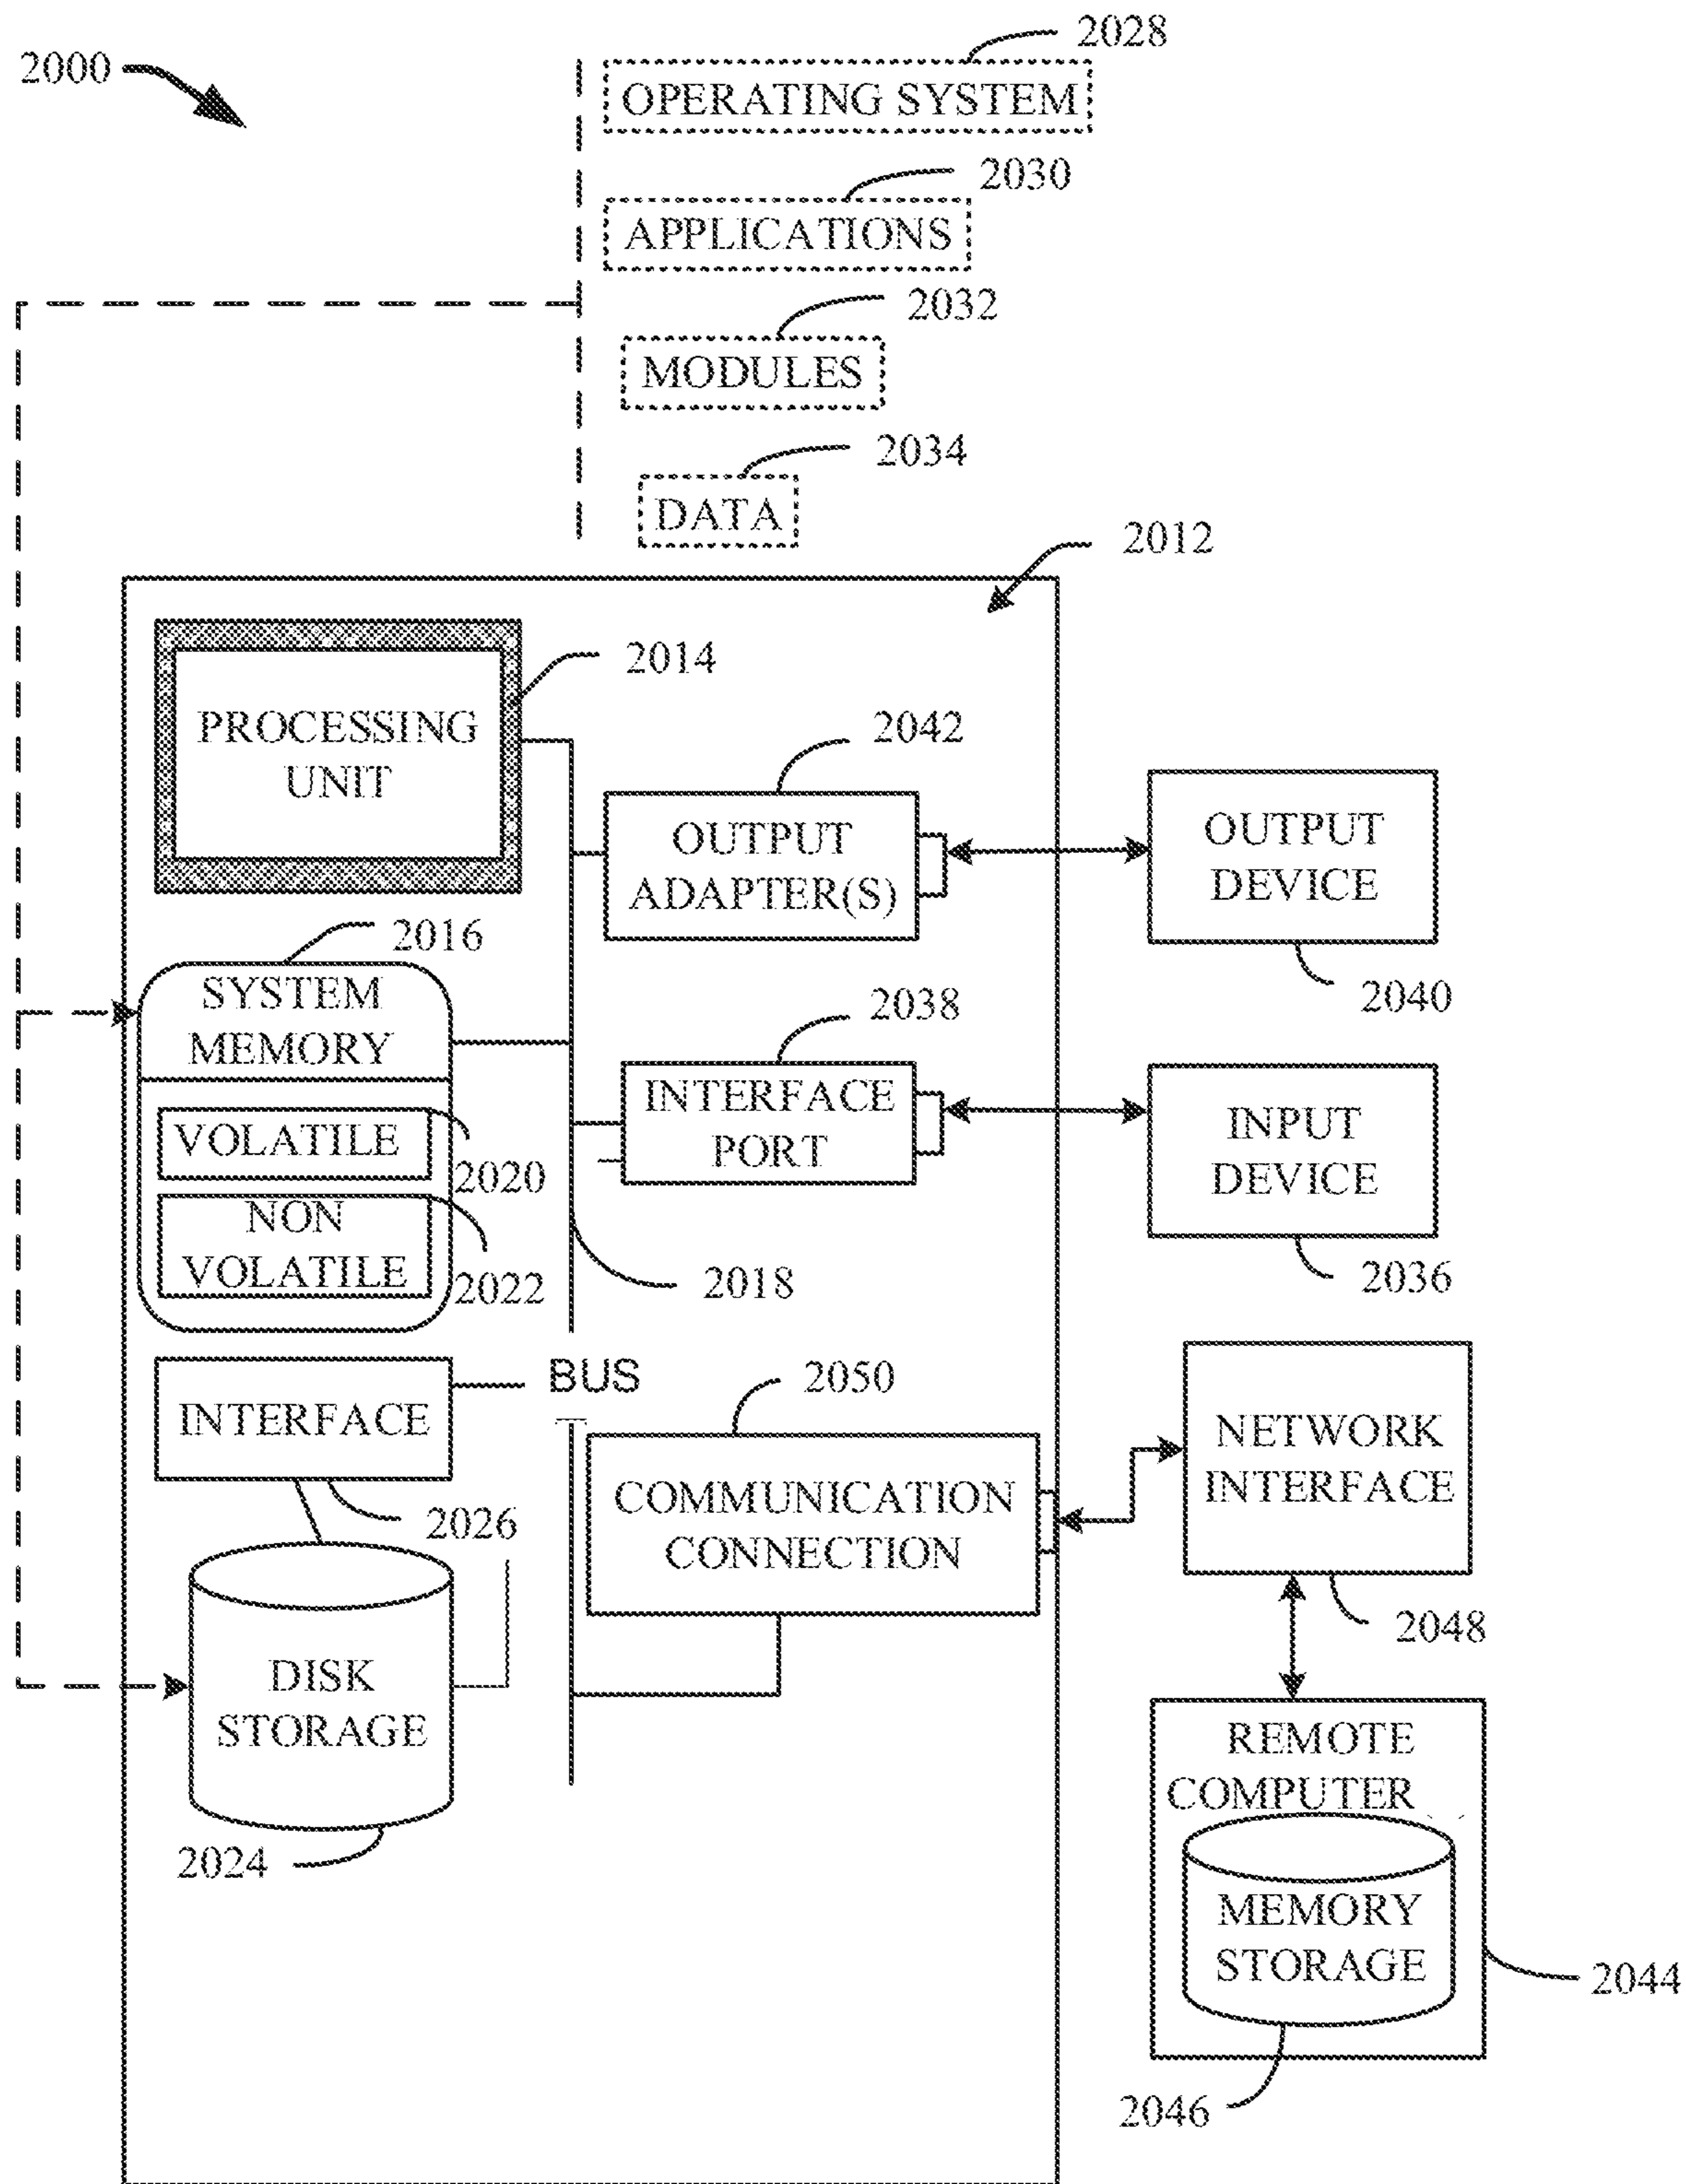 2000
2028
OPERATING SYSTEM
2030
APPLICATIONS
2032
MODULES
2034
DATA
2012
2014
PROCESSING
UNIT
2042
OUTPUT
ADAPTER(S)
OUTPUT
DEVICE
2040
2016
SYSTEM
MEMORY
VOLATILE
2020
NON
VOLATILE
2022
2038
INTERFACE
PORT
INPUT
DEVICE
2036
2018
BUS
INTERFACE
2026
2050
COMMUNICATION
CONNECTION
NETWORK
INTERFACE
2048
DISK
STORAGE
2024
REMOTE
COMPUTER
MEMORY
STORAGE
2044
2046